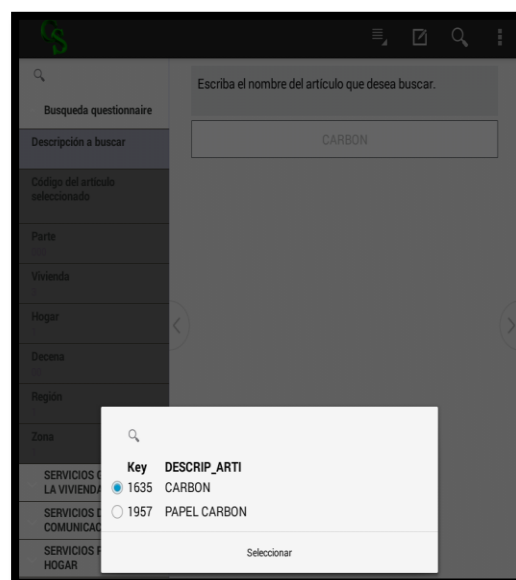 CS
Busqueda questionnaire
Descripción a buscar
Código del artículo
seleccionado
Parte
Vivienda
Hogar
Decena
Región
Zona
SERVICIOS
LA VIVIENDA
SERVICIOS
SERVICIOS
HOGAR
Escriba el nombre del artículo que desea buscar.
CARBON
Key DESCRIP_ARTI
1635 CARBON
1957 PAPEL CARBON
Seleccionar